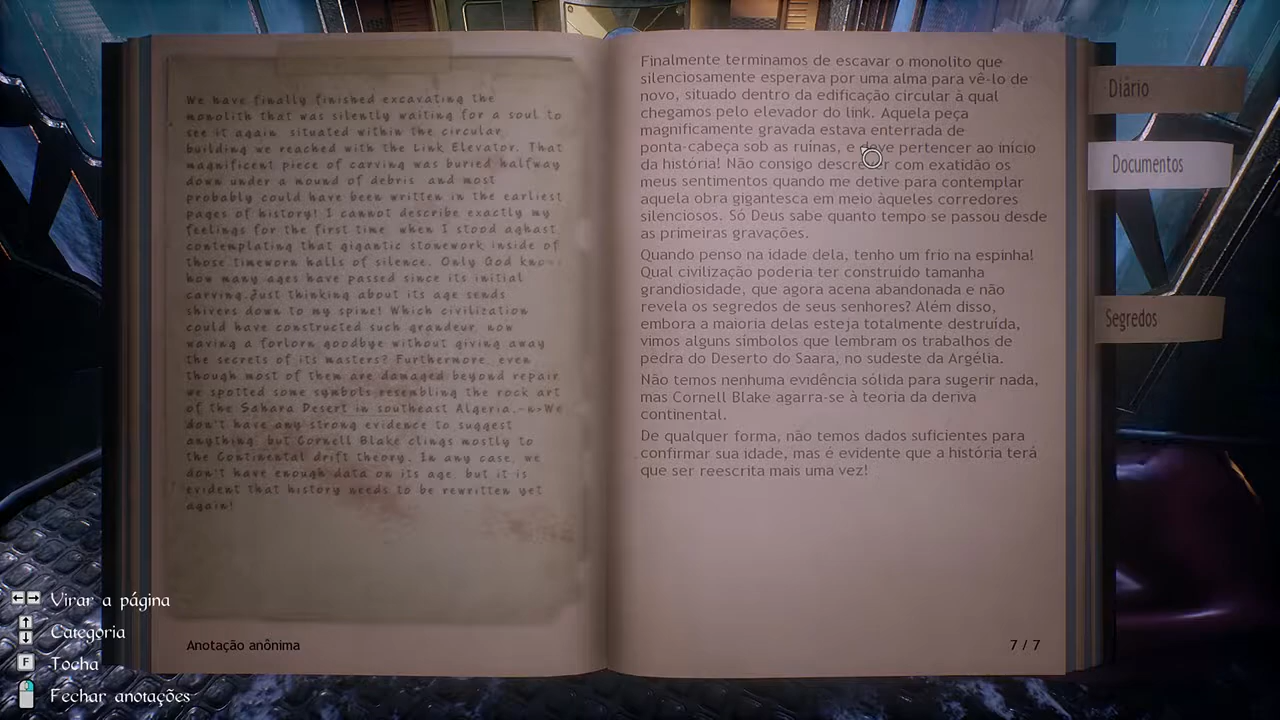 We have finally finished excavating the
monolith that was silently waiting for a soul to
see it again situated within the circular
building we reached with the Link Elevator. That
magnificent piece of carving was buried halfway
down under a mound of debris and most
probably could have been written in the earliest
pages of history! I cannot describe exactly my
feelings for the first time when I stood aghast
contemplating that gigantic stonework inside of
those timeworn halls of silence. Only God knows
how many ages have passed since its initial
carving.Just thinking about its age sends
shivers down to my spine! Which civilization
could have constructed such grandeur, now
waving a forlorn goodbye without giving away
the secrets of its masters? Furthermore, even
though most of them are damaged beyond repair
we spotted some symbols resembling the rock art
of the Sahara Desert in southeast Algeria.-n>We
don't have any strong evidence to suggest
anything, but Cornell Blake clings mostly to
the Continental drift theory. In any case, we
don't have enough data on its age, but it is
evident that history needs to be rewritten yet
again!
Anotação anônima
Finalmente terminamos de escavar o monolito que
silenciosamente esperava por uma alma para vê-lo de
novo, situado dentro da edificação circular à qual
chegamos pelo elevador do link. Aquela peça
magnificamente gravada estava enterrada de
ponta-cabeça sob as ruínas, e deve pertencer ao início
da história! Não consigo descrever com exatidão os
meus sentimentos quando me detive para contemplar
aquela obra gigantesca em meio àqueles corredores
silenciosos. Só Deus sabe quanto tempo se passou desde
as primeiras gravações.
Quando penso na idade dela, tenho um frio na espinha!
Qual civilização poderia ter construído tamanha
grandiosidade, que agora acena abandonada e não
revela os segredos de seus senhores? Além disso,
embora a maioria delas esteja totalmente destruída,
vimos alguns símbolos que lembram os trabalhos de
pedra do Deserto do Saara, no sudeste da Argélia.
Não temos nenhuma evidência sólida para sugerir nada,
mas Cornell Blake agarra-se à teoria da deriva
continental.
De qualquer forma, não temos dados suficientes para
confirmar sua idade, mas é evidente que a história terá
que ser reescrita mais uma vez!
7 / 7
Diário
Documentos
Segredos
Virar a página
Categoria
F Tocha
Fechar anotações